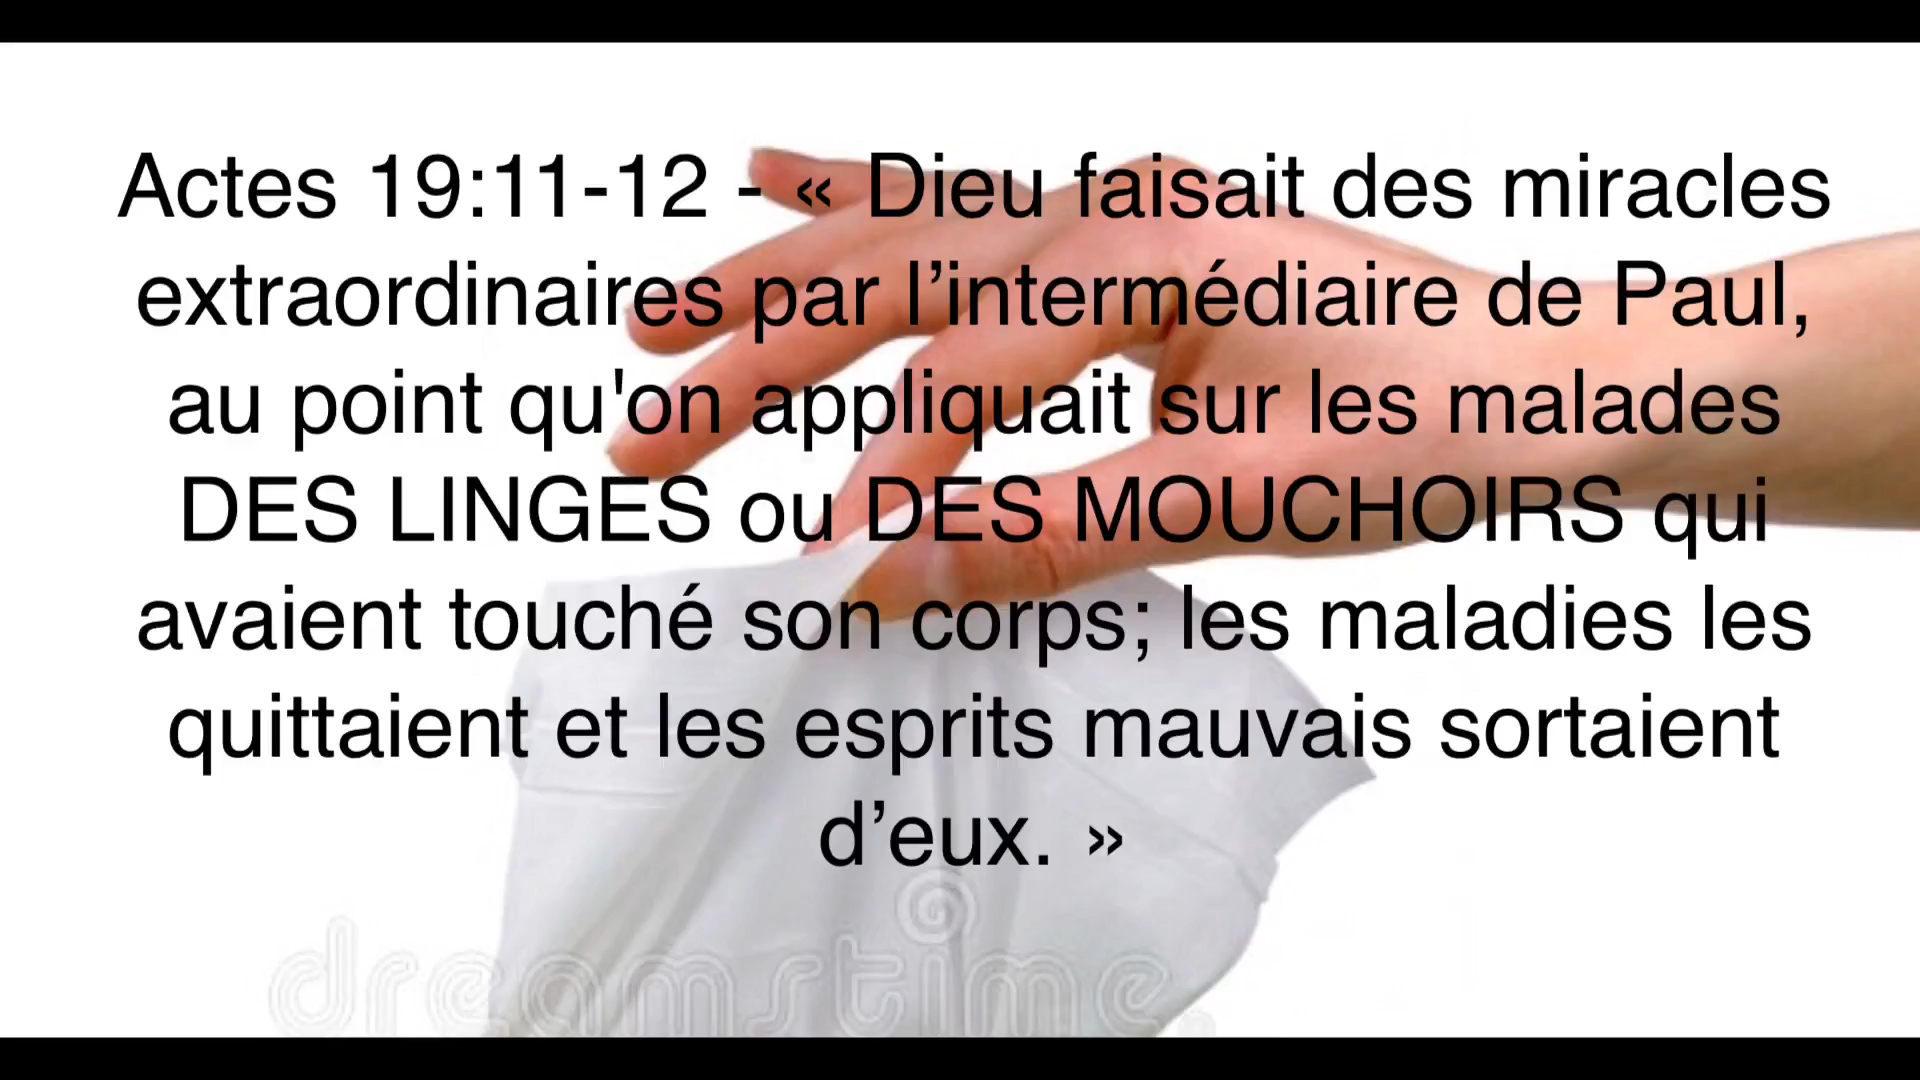 Actes 19:11-12 - « Dieu faisait des miracles
extraordinaires par l’intermédiaire de Paul,
au point qu'on appliquait sur les malades
DES LINGES ou DES MOUCHOIRS qui
avaient touché son corps; les maladies les
quittaient et les esprits mauvais sortaient
d’eux. »
dreamstime.